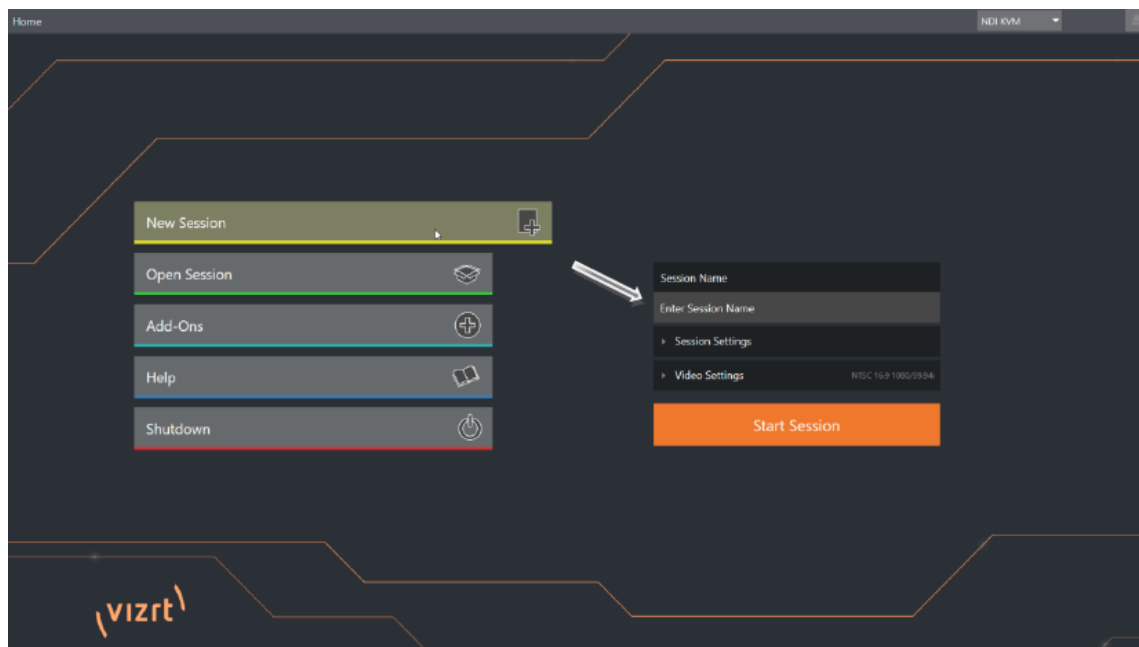 Home
NDI KVM
New Session
Open Session
Add-Ons
Help
Shutdown
Session Name
Enter Session Name
Session Settings
Video Settings NTSC 16:9 1080/59.94i
Start Session
vizrt